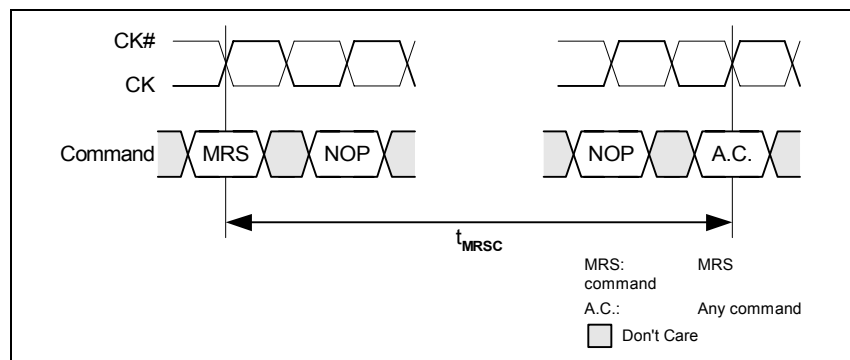 CK#
CK
Command MRS NOP NOP A.C.
tMRSC
MRS: MRS
command
A.C.: Any command
Don't Care